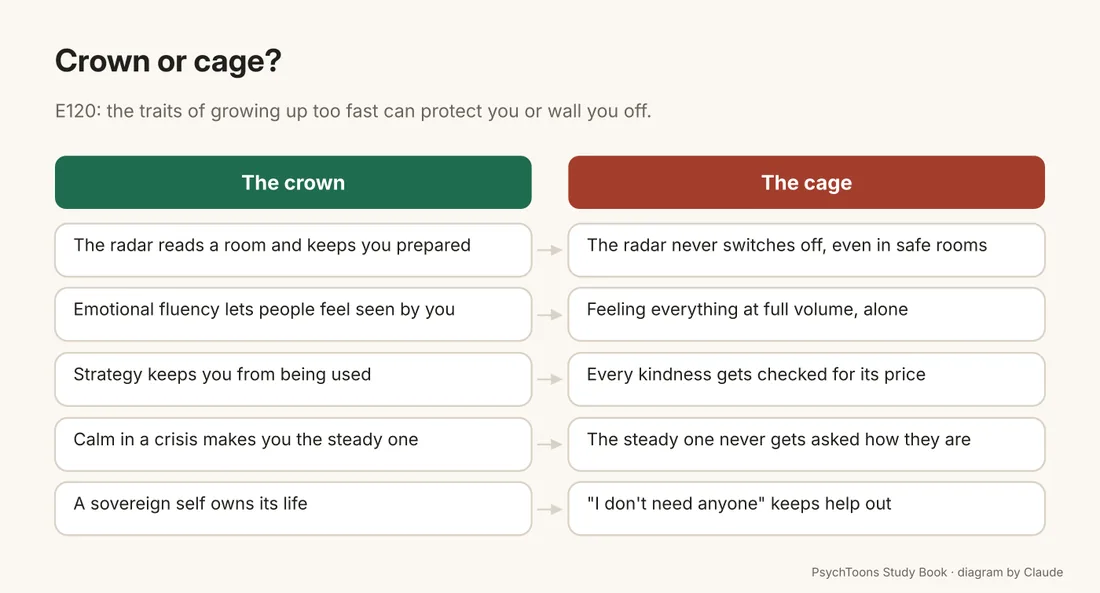 Crown or cage?
E120: the traits of growing up too fast can protect you or wall you off.
The crown
The cage
The radar reads a room and keeps you prepared
The radar never switches off, even in safe rooms
Emotional fluency lets people feel seen by you
Feeling everything at full volume, alone
Strategy keeps you from being used
Every kindness gets checked for its price
Calm in a crisis makes you the steady one
The steady one never gets asked how they are
A sovereign self owns its life
"I don't need anyone" keeps help out
PsychToons Study Book · diagram by Claude